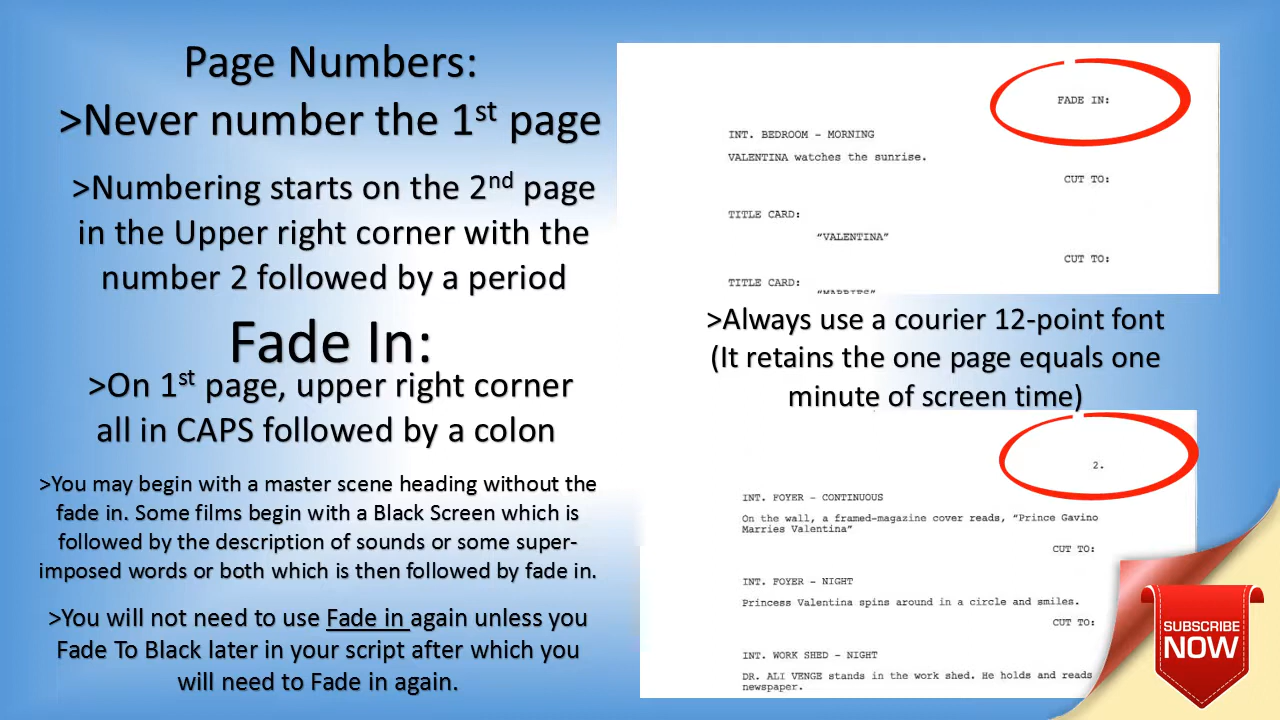 Page Numbers:
>Never number the 1st page
>Numbering starts on the 2nd page
in the Upper right corner with the
number 2 followed by a period
Fade In:
>On 1st page, upper right corner
all in CAPS followed by a colon
>You may begin with a master scene heading without the
fade in. Some films begin with a Black Screen which is
followed by the description of sounds or some super-
imposed words or both which is then followed by fade in.
>You will not need to use Fade in again unless you
Fade To Black later in your script after which you
will need to Fade in again.
FADE IN:
INT. BEDROOM – MORNING
VALENTINA watches the sunrise.
CUT TO:
TITLE CARD:
“VALENTINA”
CUT TO:
TITLE CARD:
“MARRIES”
>Always use a courier 12-point font
(It retains the one page equals one
minute of screen time)
2.
INT. FOYER – CONTINUOUS
On the wall, a framed-magazine cover reads, “Prince Gavino
Marries Valentina”
CUT TO:
INT. FOYER – NIGHT
Princess Valentina spins around in a circle and smiles.
CUT TO:
INT. WORK SHED – NIGHT
DR. ALI VENGE stands in the work shed. He holds and reads
newspaper.
SUBSCRIBE
NOW